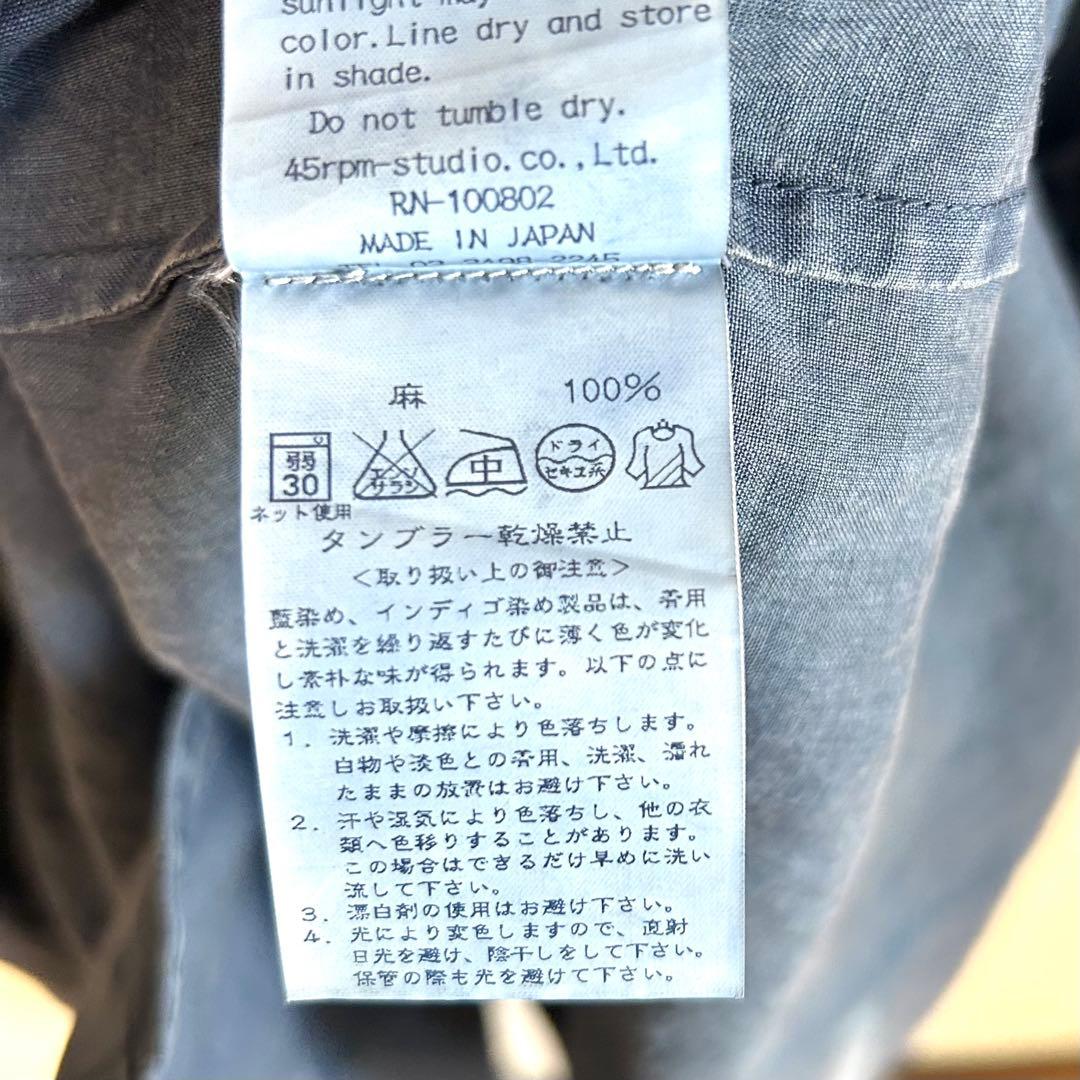 sunlight may
color.Line dry and store
in shade.
Do not tumble dry.
45rpm-studio.co.,Ltd.
RN-100802
MADE IN JAPAN
麻 100%
弱
30
エンソ
サラシ
中
ドライ
セキユ系
ネット使用
タンブラー乾燥禁止
<取り扱い上の御注意>
藍染め、インディゴ染め製品は、着用
と洗濯を繰り返すたびに薄く色が変化
し素朴な味が得られます。以下の点に
注意しお取扱い下さい。
1. 洗濯や摩擦により色落ちします。
白物や淡色との着用、洗濯、濡れ
たままの放置はお避け下さい。
2. 汗や湿気により色落ちし、他の衣
類へ色移りすることがあります。
この場合はできるだけ早めに洗い
流して下さい。
3. 漂白剤の使用はお避け下さい。
4. 光により変色しますので、直射
日光を避け、陰干しをして下さい。
保管の際も光を避けて下さい。